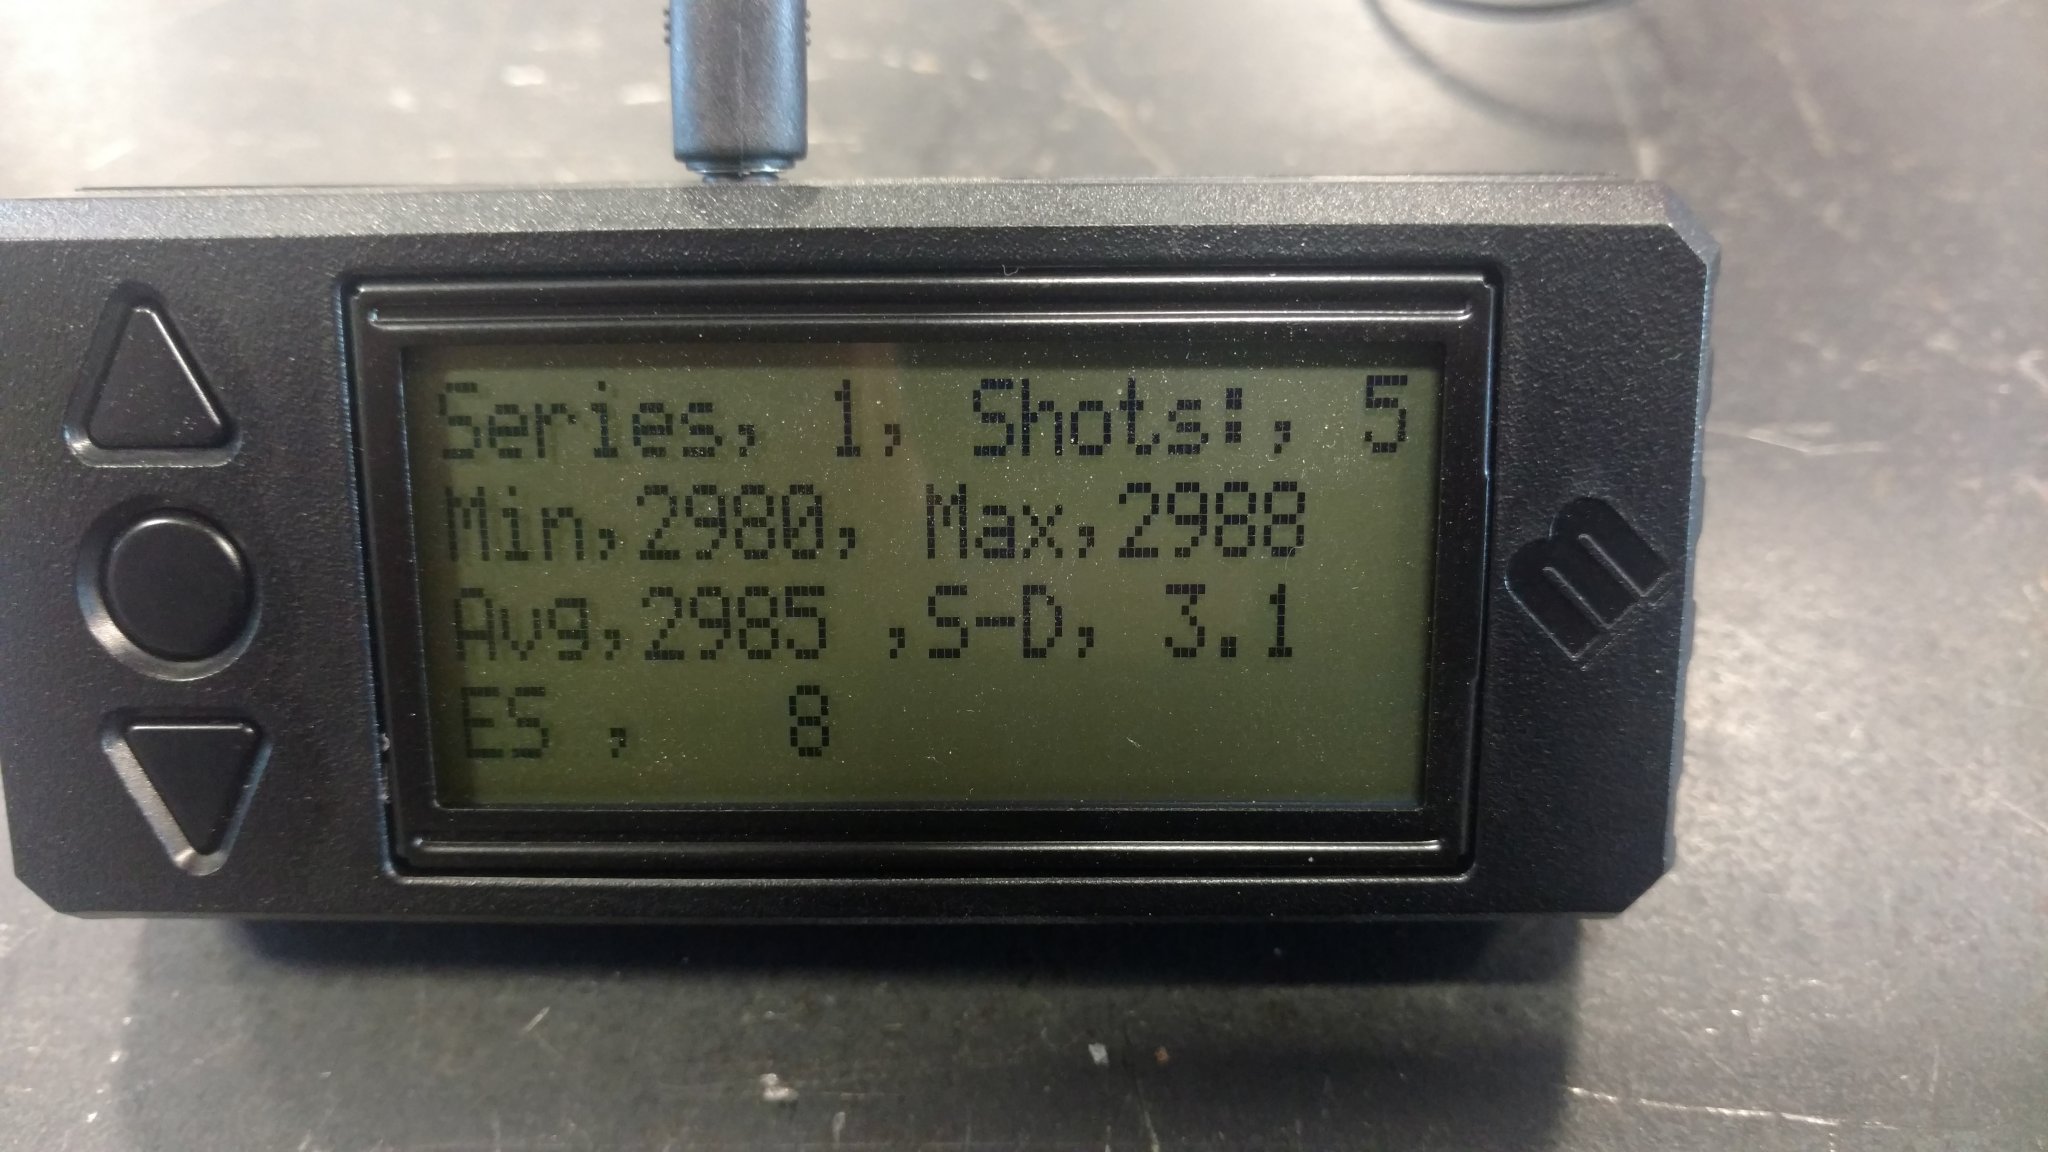 Series, 1, Shots:, 5
Min,2980, Max,2988
Avg,2985 ,S-D, 3.1
ES , 8
m